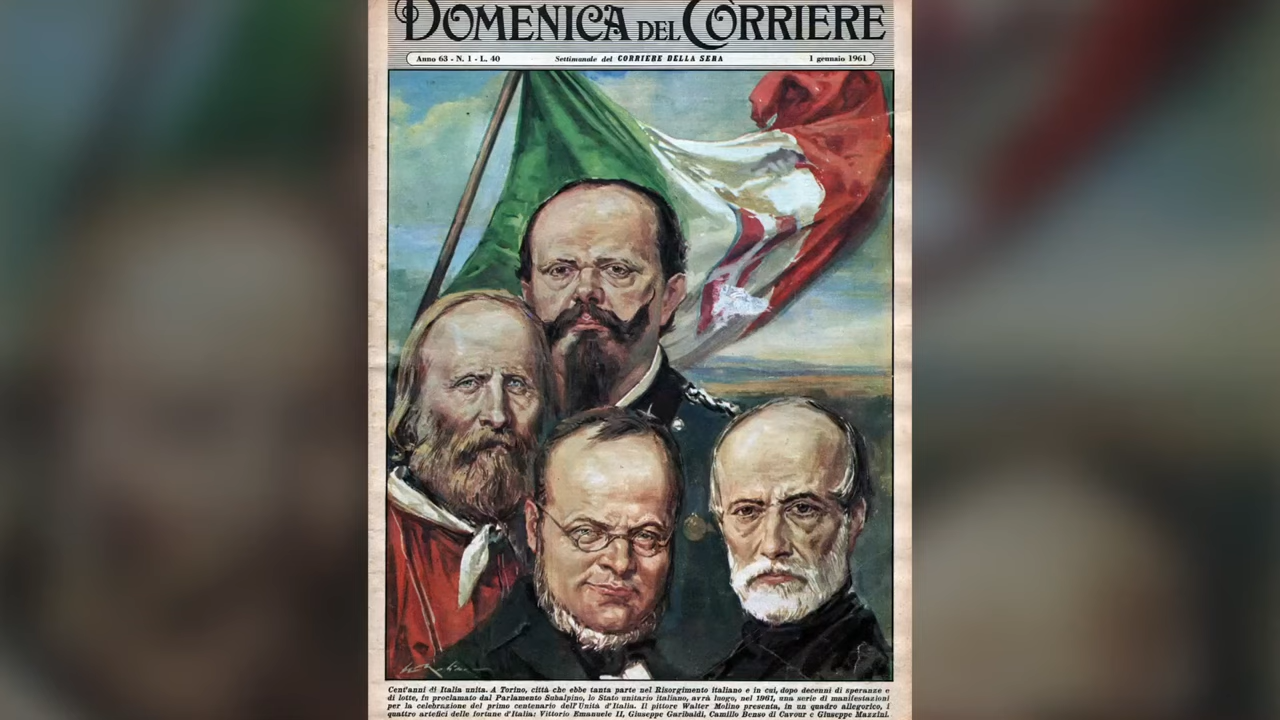 DOMENICA DEL CORRIERE
Anno 63 - N. 1 - L. 40 Settimanale del CORRIERE DELLA SERA 1 gennaio 1961
Cent'anni di Italia unita. A Torino, città che ebbe tanta parte nel Risorgimento italiano e in cui, dopo decenni di speranze e
di lotte, fu proclamato dal Parlamento Subalpino, lo Stato unitario italiano, avrà luogo, nel 1961, una serie di manifestazioni
per la celebrazione del primo centenario dell'Unità d'Italia. Il pittore Walter Molino presenta, in un quadro allegorico, i
quattro artefici delle fortune d'Italia: Vittorio Emanuele II, Giuseppe Garibaldi, Camillo Benso di Cavour e Giuseppe Mazzini.